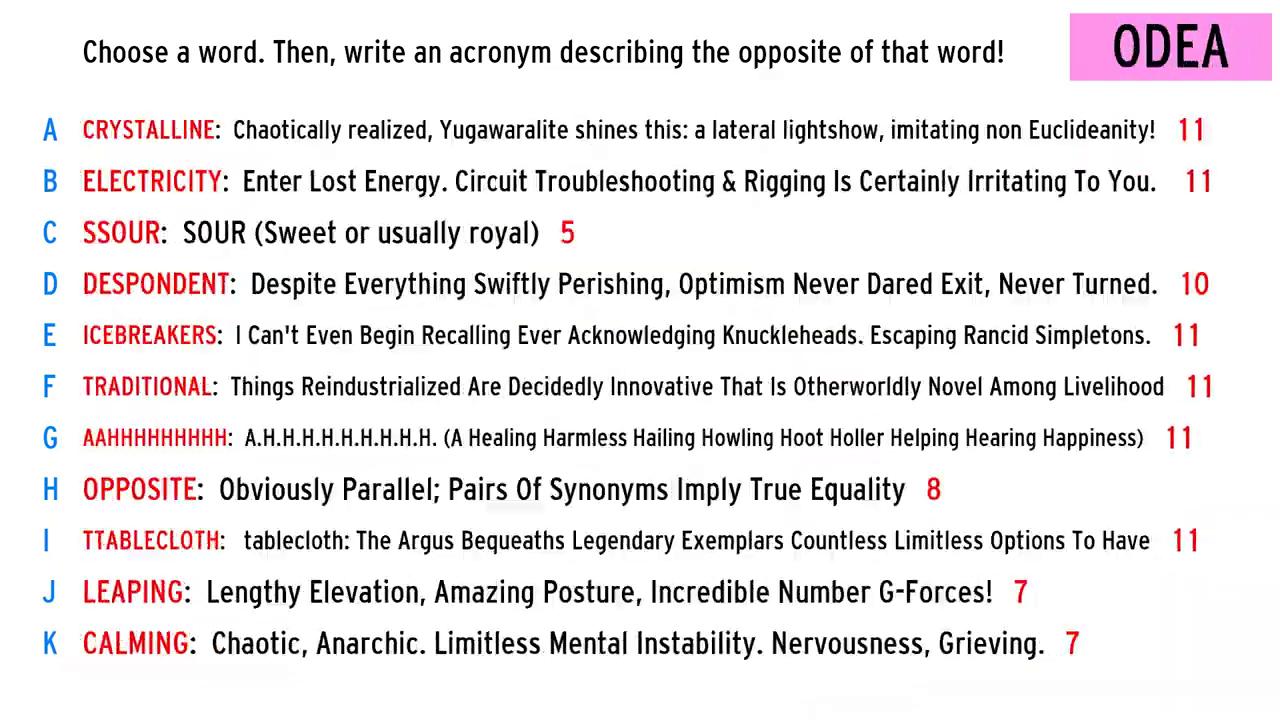 Choose a word. Then, write an acronym describing the opposite of that word!
ODEA
A CRYSTALLINE: Chaotically realized, Yugawaralite shines this: a lateral lightshow, imitating non Euclideanity! 11
B ELECTRICITY: Enter Lost Energy. Circuit Troubleshooting & Rigging Is Certainly Irritating To You. 11
C SSOUR: SOUR (Sweet or usually royal) 5
D DESPONDENT: Despite Everything Swiftly Perishing, Optimism Never Dared Exit, Never Turned. 10
E ICEBREAKERS: I Can't Even Begin Recalling Ever Acknowledging Knuckleheads. Escaping Rancid Simpletons. 11
F TRADITIONAL: Things Reindustrialized Are Decidedly Innovative That Is Otherworldly Novel Among Livelihood 11
G AAHHHHHHHHH: A.H.H.H.H.H.H.H.H.H. (A Healing Harmless Hailing Howling Hoot Holler Helping Hearing Happiness) 11
H OPPOSITE: Obviously Parallel; Pairs Of Synonyms Imply True Equality 8
I TTABLECLOTH: tablecloth: The Argus Bequeaths Legendary Exemplars Countless Limitless Options To Have 11
J LEAPING: Lengthy Elevation, Amazing Posture, Incredible Number G-Forces! 7
K CALMING: Chaotic, Anarchic. Limitless Mental Instability. Nervousness, Grieving. 7